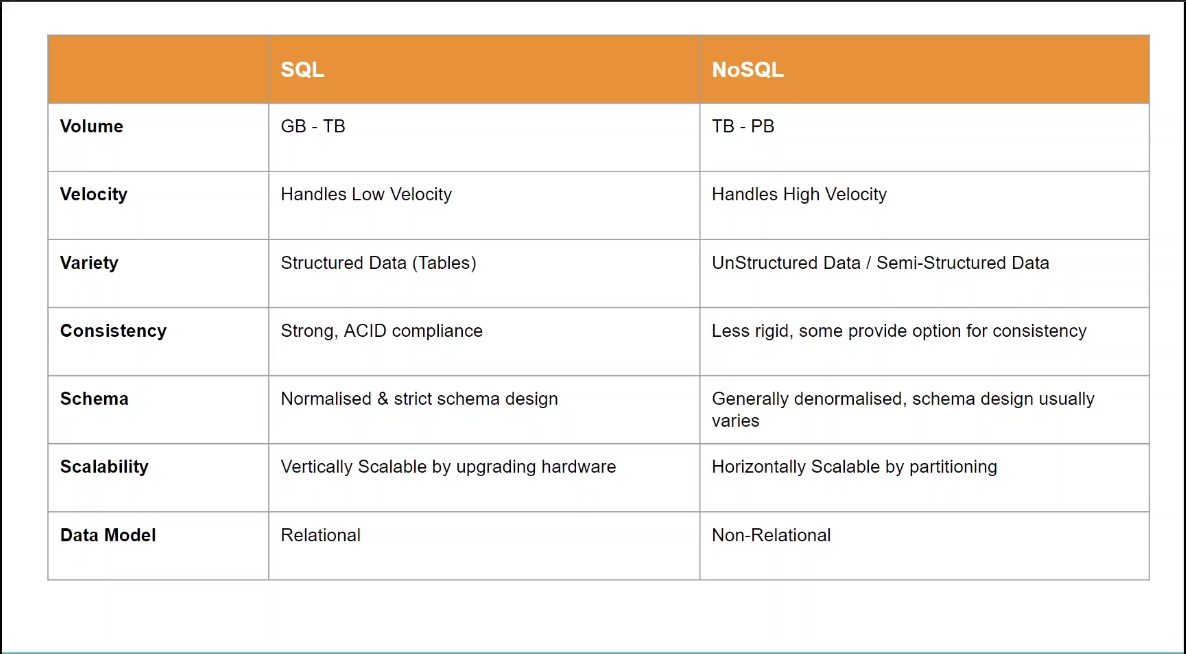 SQL NoSQL
Volume GB - TB TB - PB
Velocity Handles Low Velocity Handles High Velocity
Variety Structured Data (Tables) UnStructured Data / Semi-Structured Data
Consistency Strong, ACID compliance Less rigid, some provide option for consistency
Schema Normalised & strict schema design Generally denormalised, schema design usually
varies
Scalability Vertically Scalable by upgrading hardware Horizontally Scalable by partitioning
Data Model Relational Non-Relational